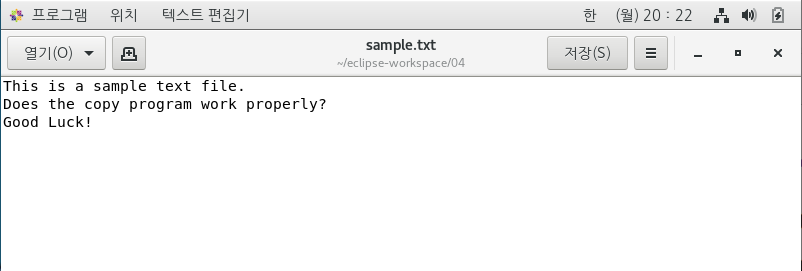 프로그램 위치 텍스트 편집기 한 (월) 20 : 22
열기(O) sample.txt 저장(S)
~/eclipse-workspace/04
This is a sample text file.
Does the copy program work properly?
Good Luck!